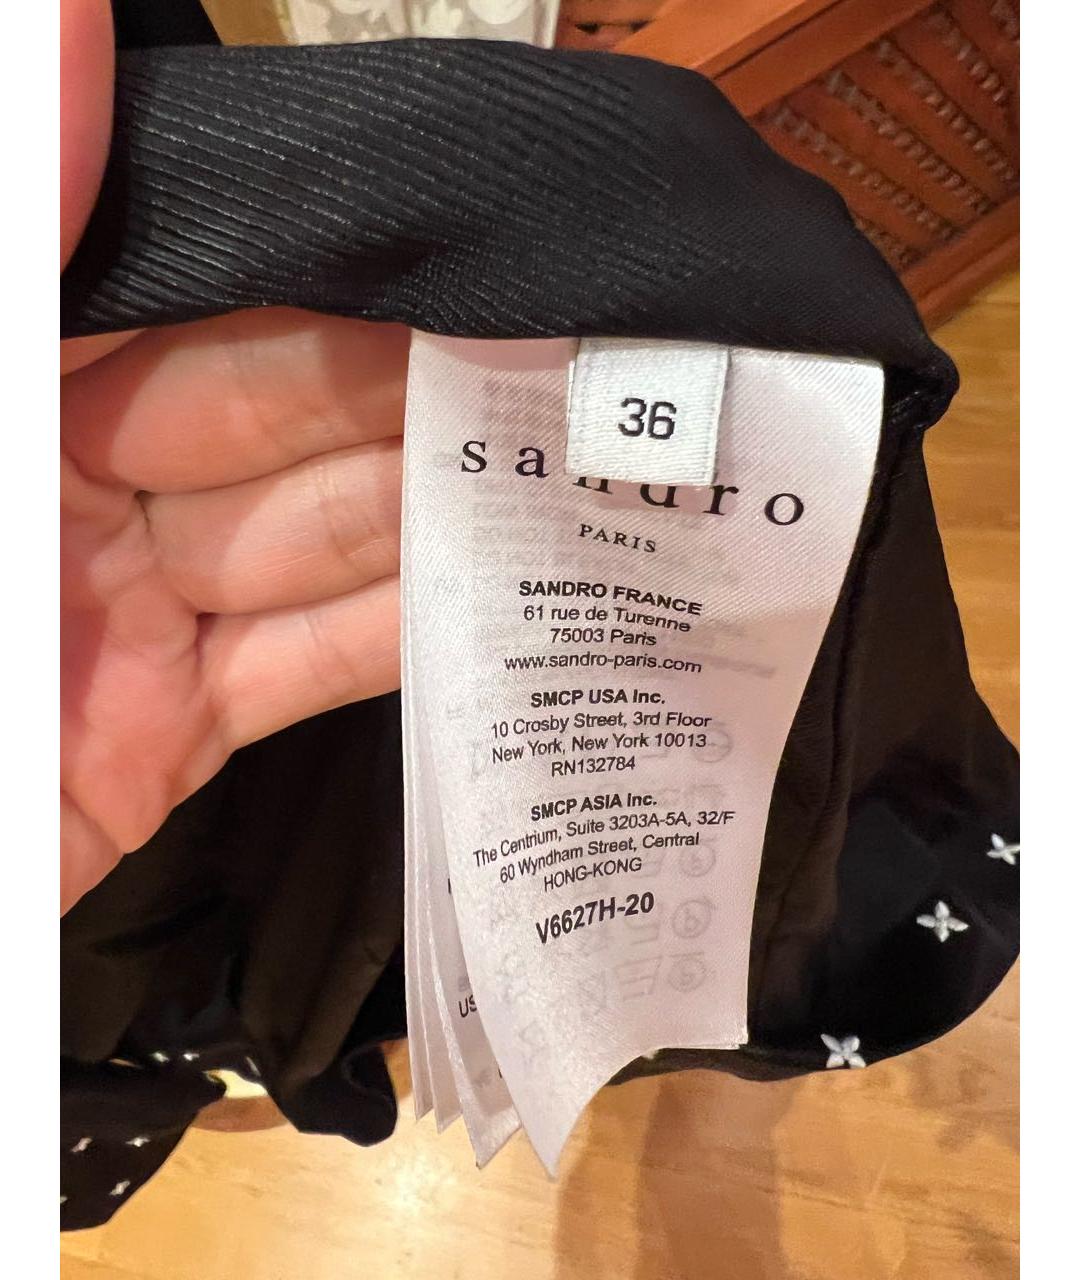 36
sandro
PARIS
SANDRO FRANCE
61 rue de Turenne
75003 Paris
www.sandro-paris.com
SMCP USA Inc.
10 Crosby Street, 3rd Floor
New York, New York 10013
RN132784
SMCP ASIA Inc.
The Centrium, Suite 3203A-5A, 32/F
60 Wyndham Street, Central
HONG-KONG
V6627H-20
US